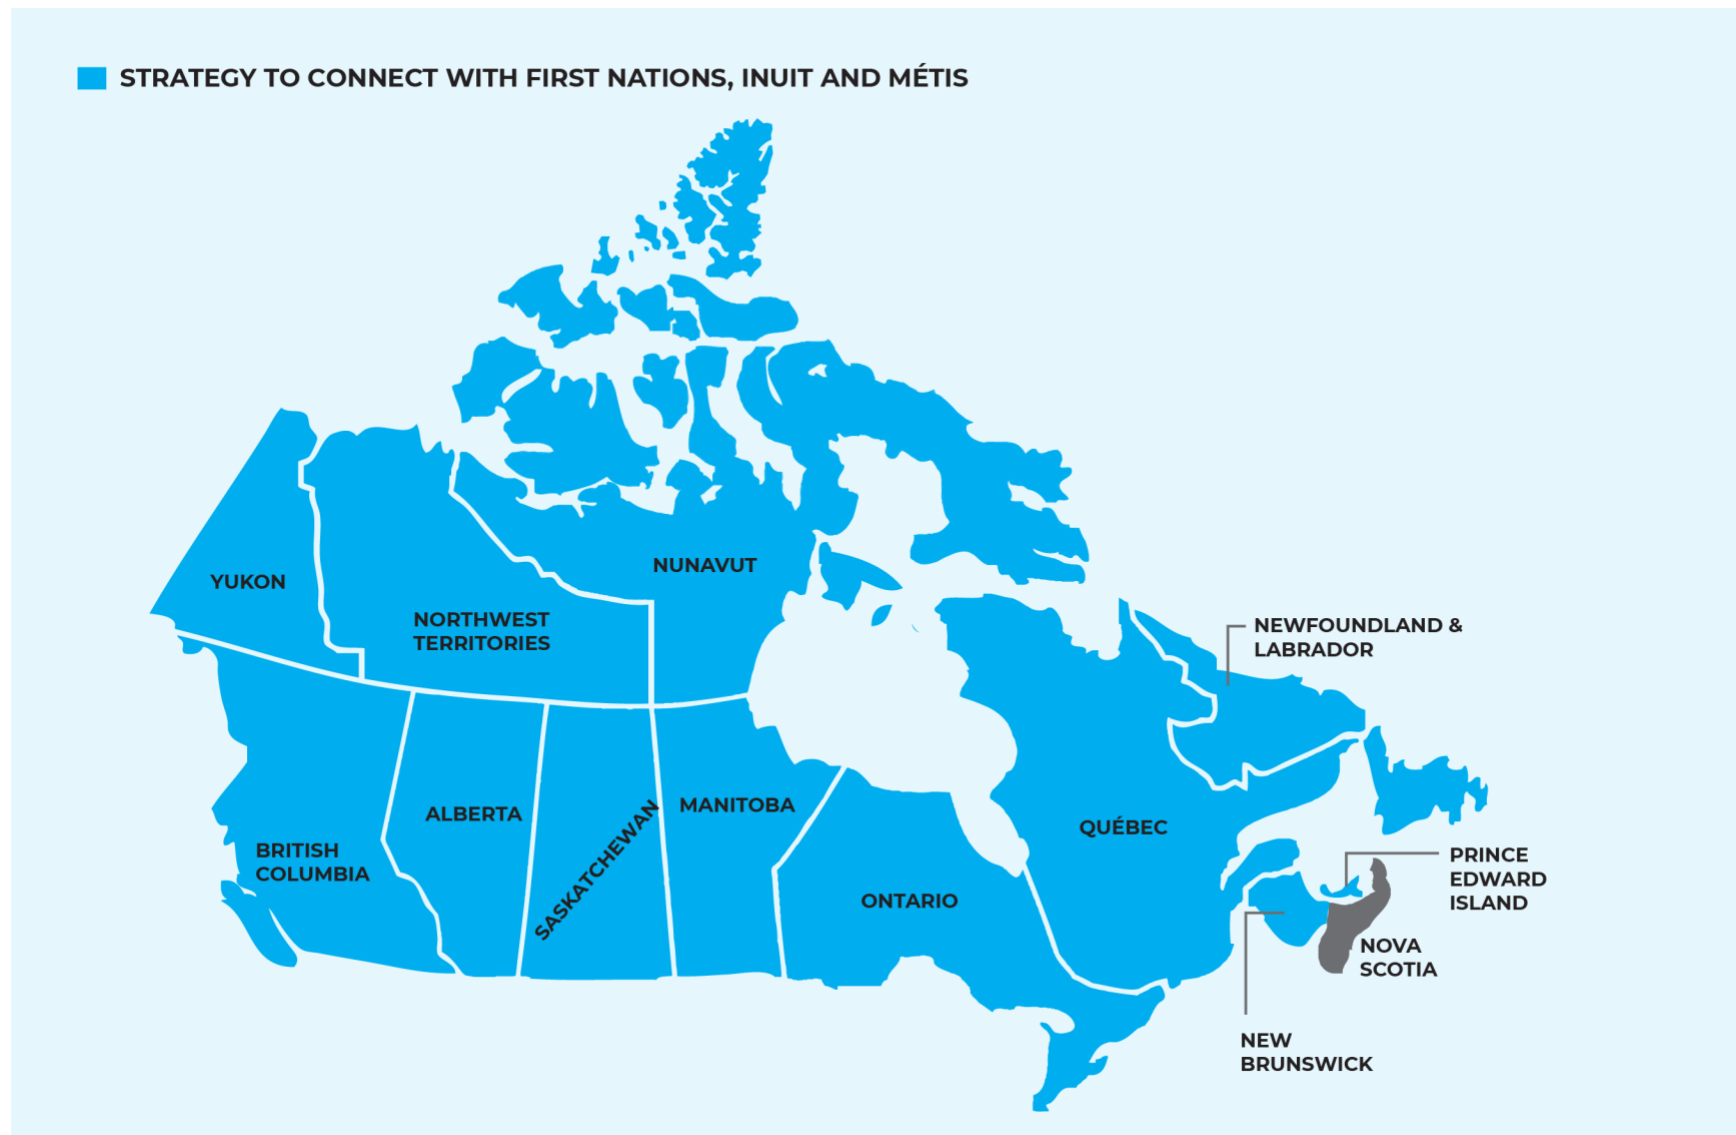 STRATEGY TO CONNECT WITH FIRST NATIONS, INUIT AND MÉTIS
NUNAVUT
YUKON
NORTHWEST
TERRITORIES
NEWFOUNDLAND &
LABRADOR
ALBERTA
SASKATCHEWAN
MANITOBA
QUÉBEC
BRITISH
COLUMBIA
ONTARIO
PRINCE
EDWARD
ISLAND
NOVA
SCOTIA
NEW
BRUNSWICK